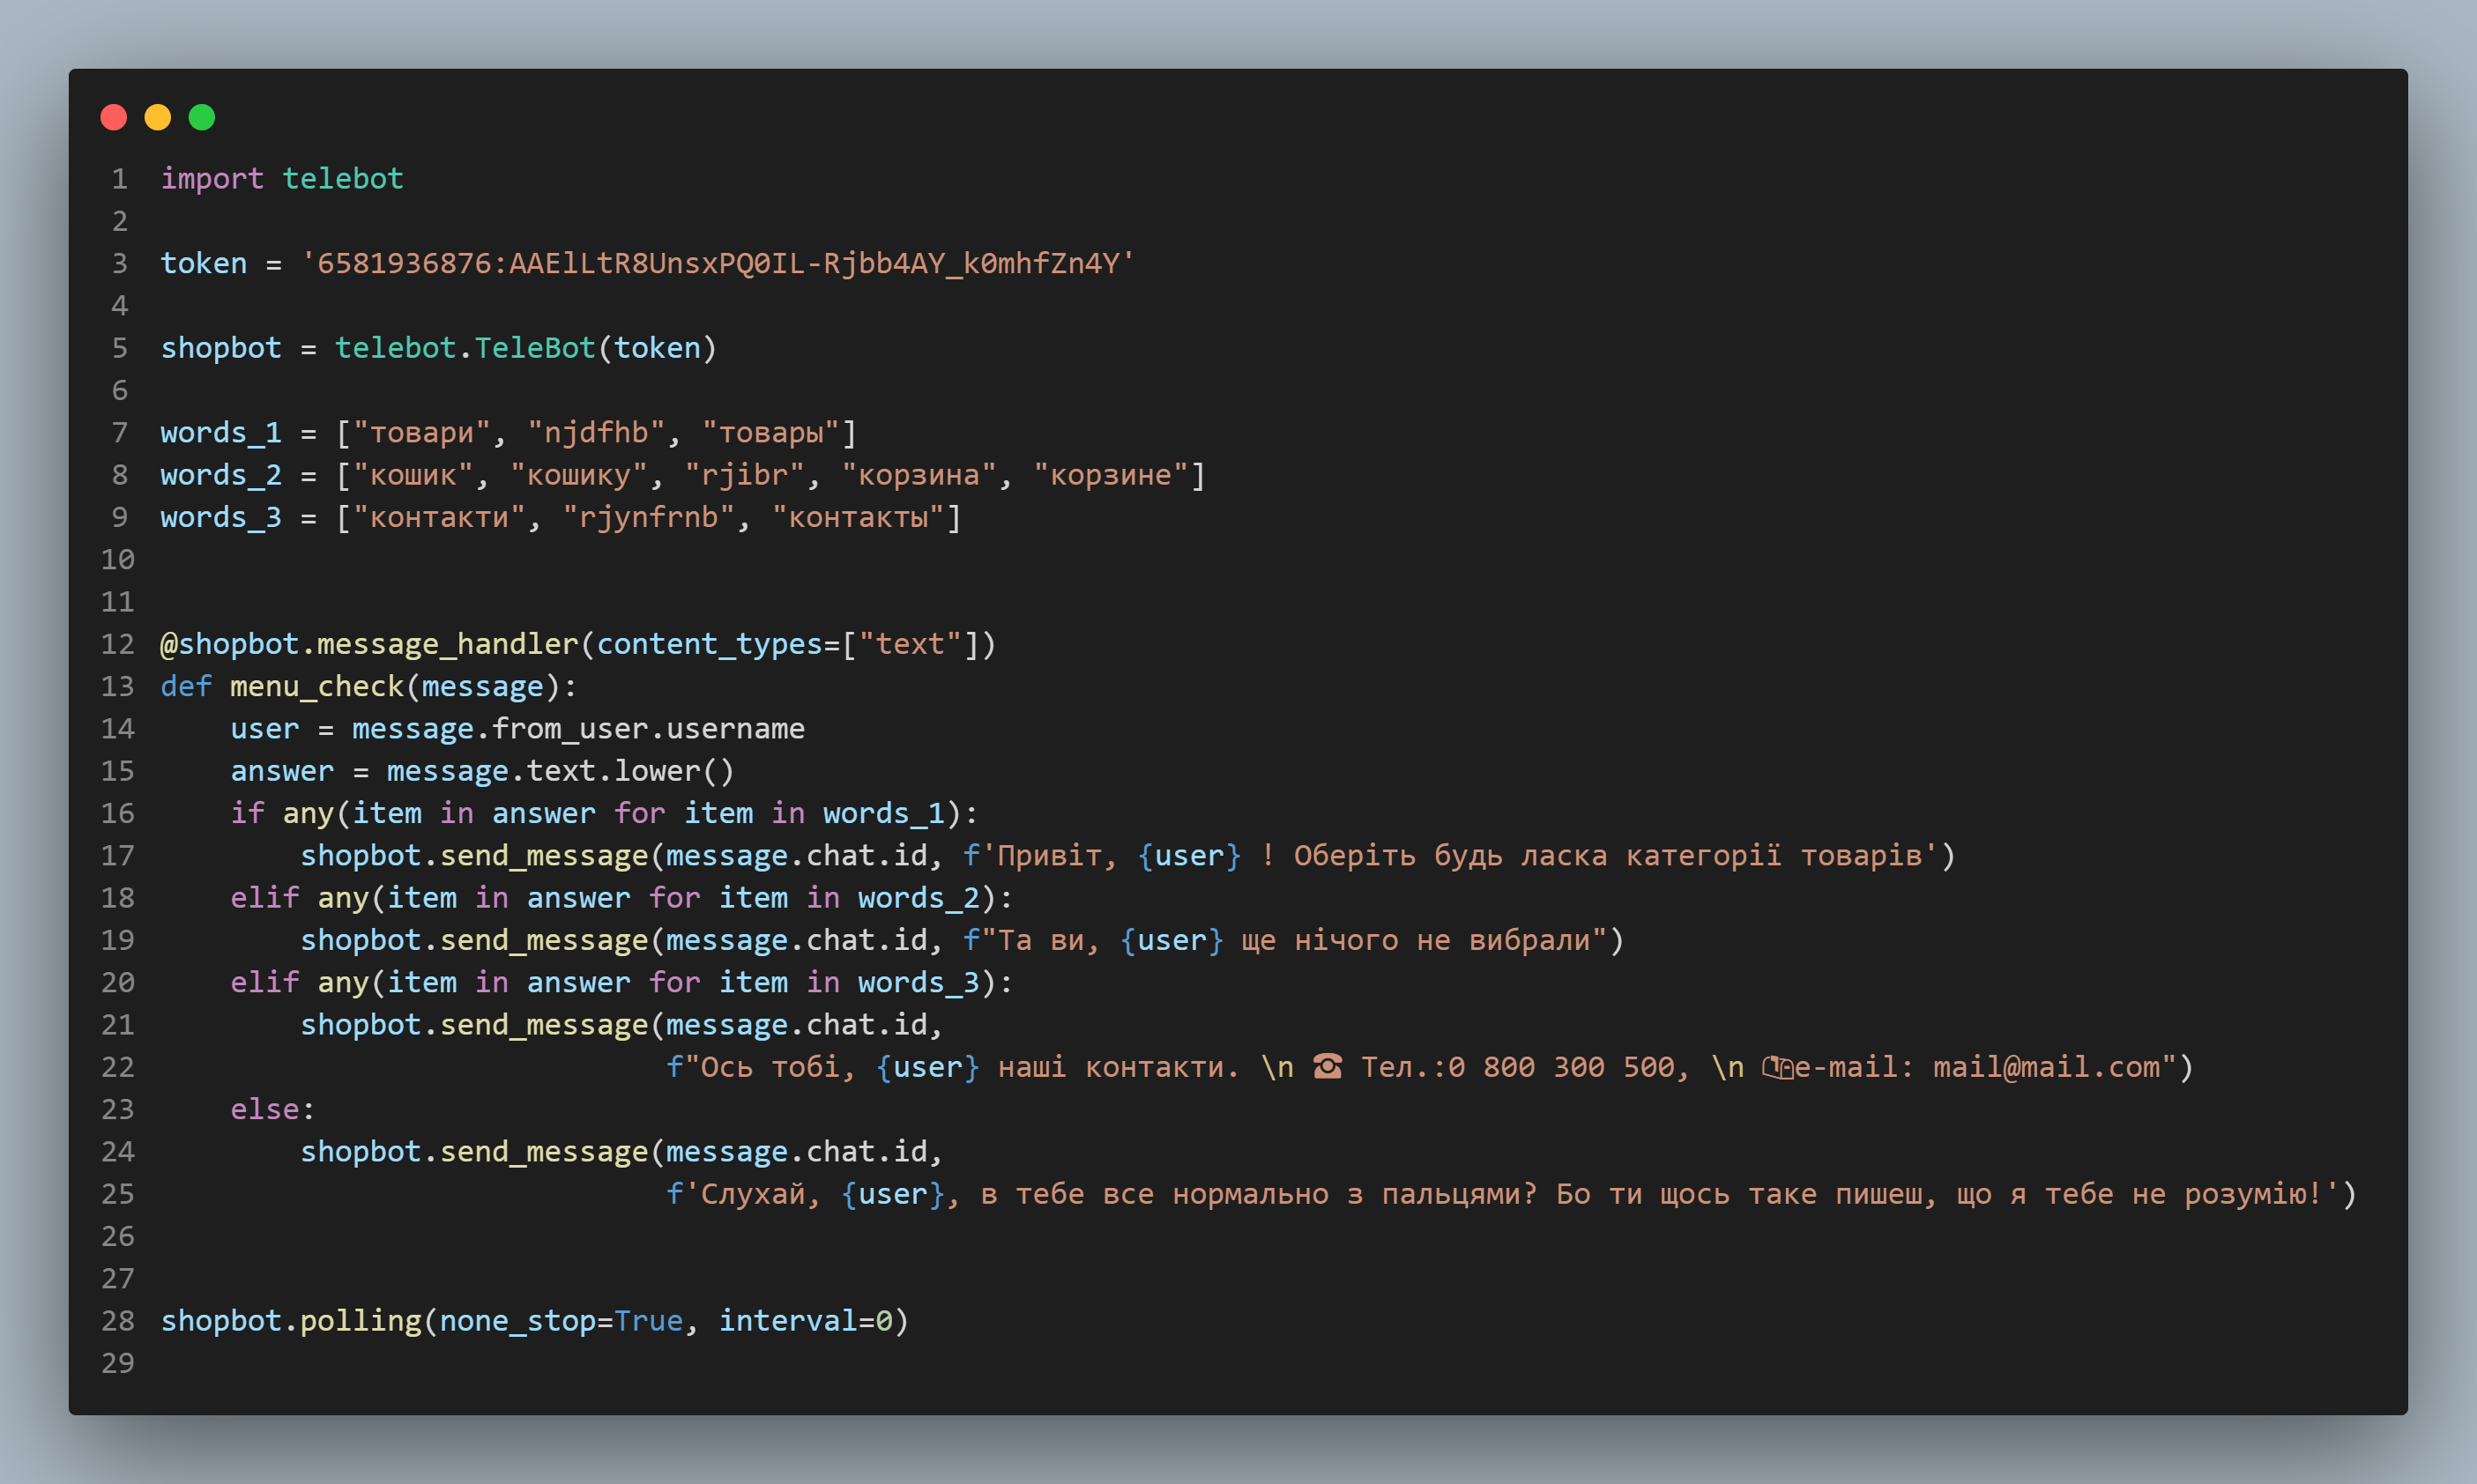 1 import telebot
2
3 token = '6581936876:AAElLtR8UnsxPQ0IL-Rjbb4AY_k0mhfZn4Y'
4
5 shopbot = telebot.TeleBot(token)
6
7 words_1 = ["товари", "njdfhb", "товары"]
8 words_2 = ["кошик", "кошику", "rjibr", "корзина", "корзине"]
9 words_3 = ["контакти", "rjynfrnb", "контакты"]
10
11
12 @shopbot.message_handler(content_types=["text"])
13 def menu_check(message):
14     user = message.from_user.username
15     answer = message.text.lower()
16     if any(item in answer for item in words_1):
17         shopbot.send_message(message.chat.id, f'Привіт, {user} ! Оберіть будь ласка категорії товарів')
18     elif any(item in answer for item in words_2):
19         shopbot.send_message(message.chat.id, f"Та ви, {user} ще нічого не вибрали")
20     elif any(item in answer for item in words_3):
21         shopbot.send_message(message.chat.id,
22                              f"Ось тобі, {user} наші контакти. \n ☎ Тел.:0 800 300 500, \n 🛍e-mail: mail@mail.com")
23     else:
24         shopbot.send_message(message.chat.id,
25                              f'Слухай, {user}, в тебе все нормально з пальцями? Бо ти щось таке пишеш, що я тебе не розумію!')
26
27
28 shopbot.polling(none_stop=True, interval=0)
29